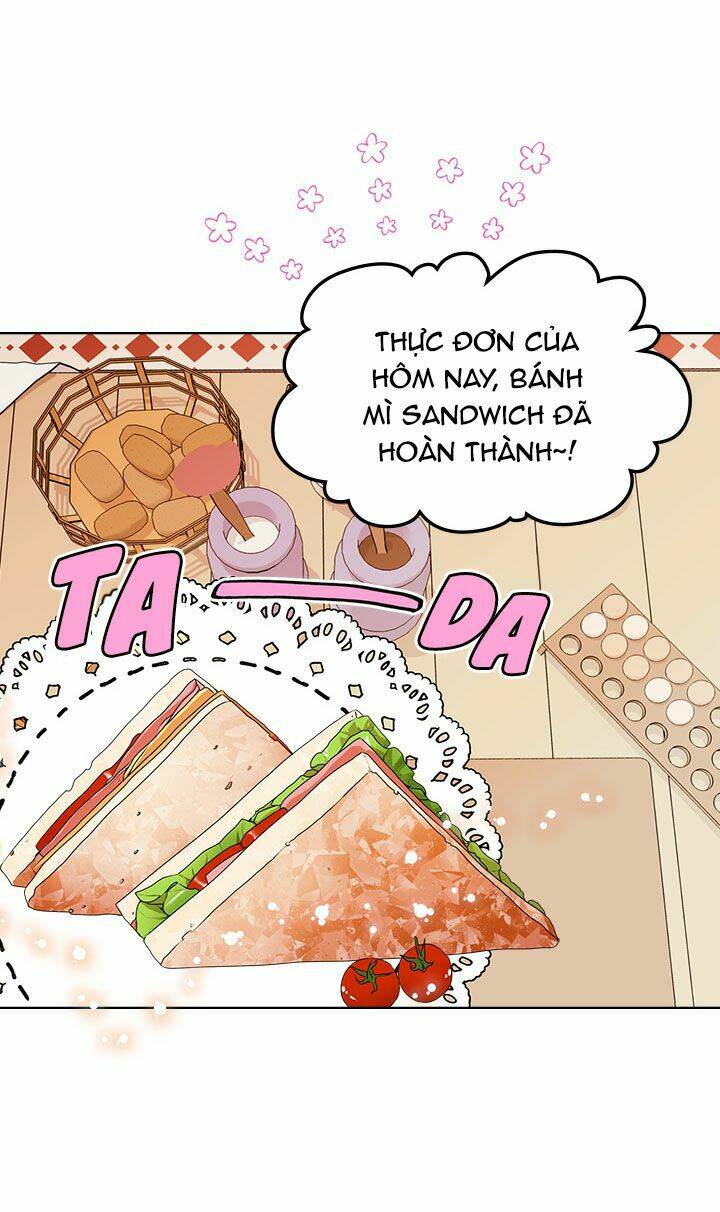 THỰC ĐƠN CỦA
HÔM NAY, BÁNH
MÌ SANDWICH ĐÃ
HOÀN THÀNH~!
TA — DA